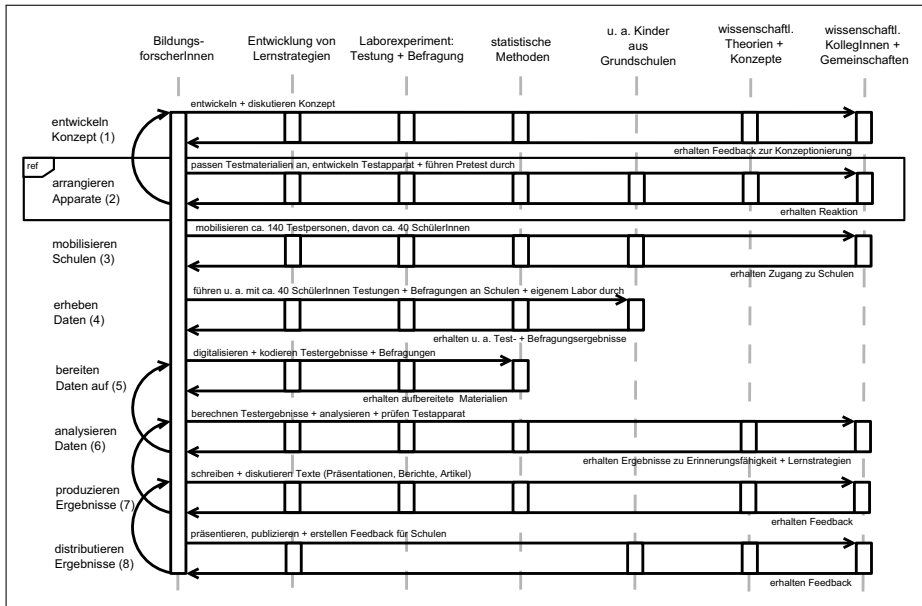 Bildungs-
forscherInnen
Entwicklung von
Lernstrategien
Laborexperiment:
Testung + Befragung
statistische
Methoden
u. a. Kinder
aus
Grundschulen
wissenschaftl.
Theorien +
Konzepte
wissenschaftl.
KollegInnen +
Gemeinschaften
entwickeln
Konzept (1)
entwickeln + diskutieren Konzept
erhalten Feedback zur Konzeptionierung
ref
arrangieren
Apparate (2)
passen Testmaterialien an, entwickeln Testapparat + führen Pretest durch
erhalten Reaktion
mobilisieren
Schulen (3)
mobilisieren ca. 140 Testpersonen, davon ca. 40 SchülerInnen
erhalten Zugang zu Schulen
erheben
Daten (4)
führen u. a. mit ca. 40 SchülerInnen Testungen + Befragungen an Schulen + eigenem Labor durch
erhalten u. a. Test- + Befragungsergebnisse
bereiten
Daten auf (5)
digitalisieren + kodieren Testergebnisse + Befragungen
erhalten aufbereitete Materialien
analysieren
Daten (6)
berechnen Testergebnisse + analysieren + prüfen Testapparat
erhalten Ergebnisse zu Erinnerungsfähigkeit + Lernstrategien
produzieren
Ergebnisse (7)
schreiben + diskutieren Texte (Präsentationen, Berichte, Artikel)
erhalten Feedback
distributieren
Ergebnisse (8)
präsentieren, publizieren + erstellen Feedback für Schulen
erhalten Feedback